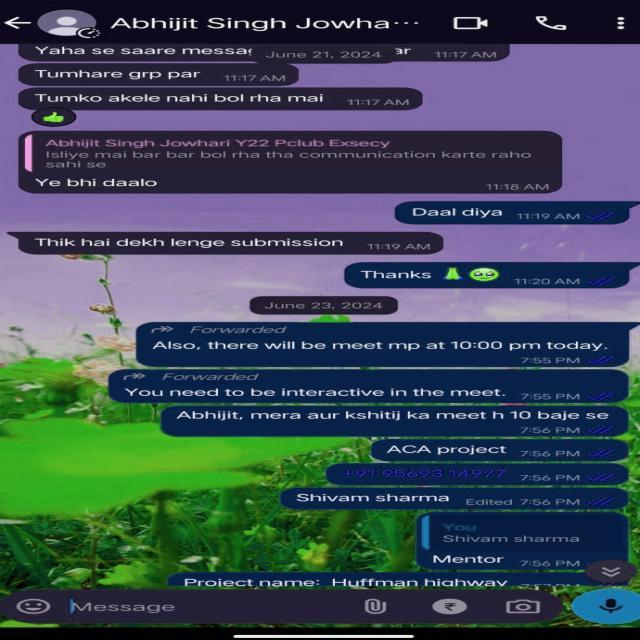 Abhijit Singh Jowha...
Yaha se saare messag
June 21, 2024
ar 11:17 AM
Tumhare grp par 11:17 AM
Tumko akele nahi bol rha mai 11:17 AM
Abhijit Singh Jowhari Y22 Pclub Exsecy
Isliye mai bar bar bol rha tha communication karte raho
sahi se
Ye bhi daalo 11:18 AM
Daal diya 11:19 AM
Thik hai dekh lenge submission 11:19 AM
Thanks 🙏🥹 11:20 AM
June 23, 2024
Forwarded
Also, there will be meet mp at 10:00 pm today.
7:55 PM
Forwarded
You need to be interactive in the meet. 7:55 PM
Abhijit, mera aur kshitij ka meet h 10 baje se
7:56 PM
ACA project 7:56 PM
+91 95693 14977 7:56 PM
Shivam sharma Edited 7:56 PM
You
Shivam sharma
Mentor 7:56 PM
Project name: Huffman highway
Message